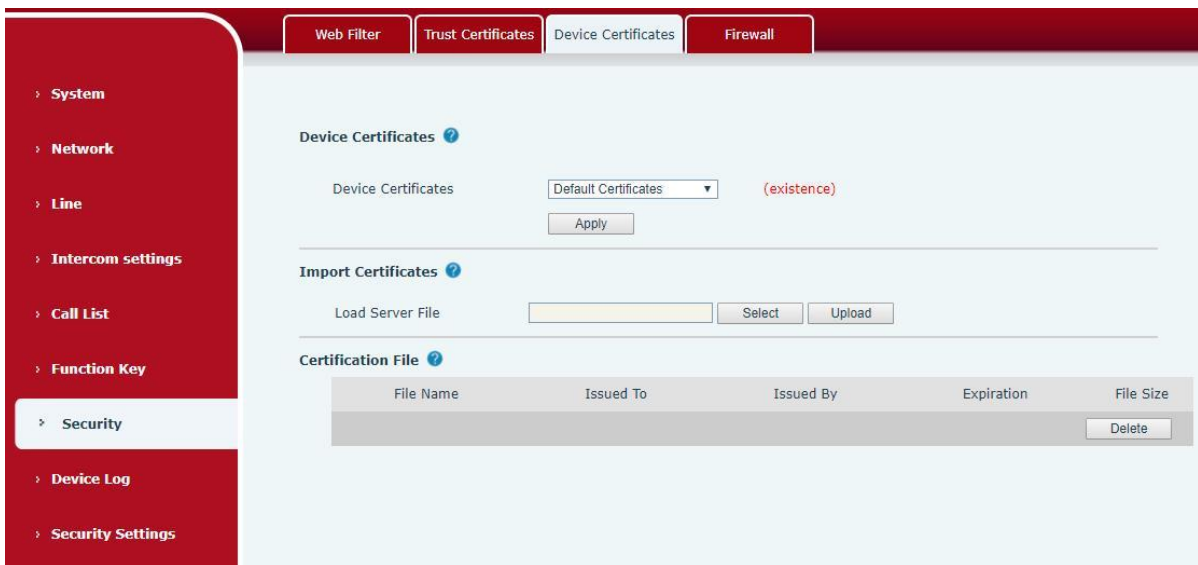 Web Filter
Trust Certificates
Device Certificates
Firewall
System
Network
Line
Intercom settings
Call List
Function Key
Security
Device Log
Security Settings
Device Certificates ?
Device Certificates Default Certificates (existence)
Apply
Import Certificates ?
Load Server File Select Upload
Certification File ?
File Name Issued To Issued By Expiration File Size
Delete